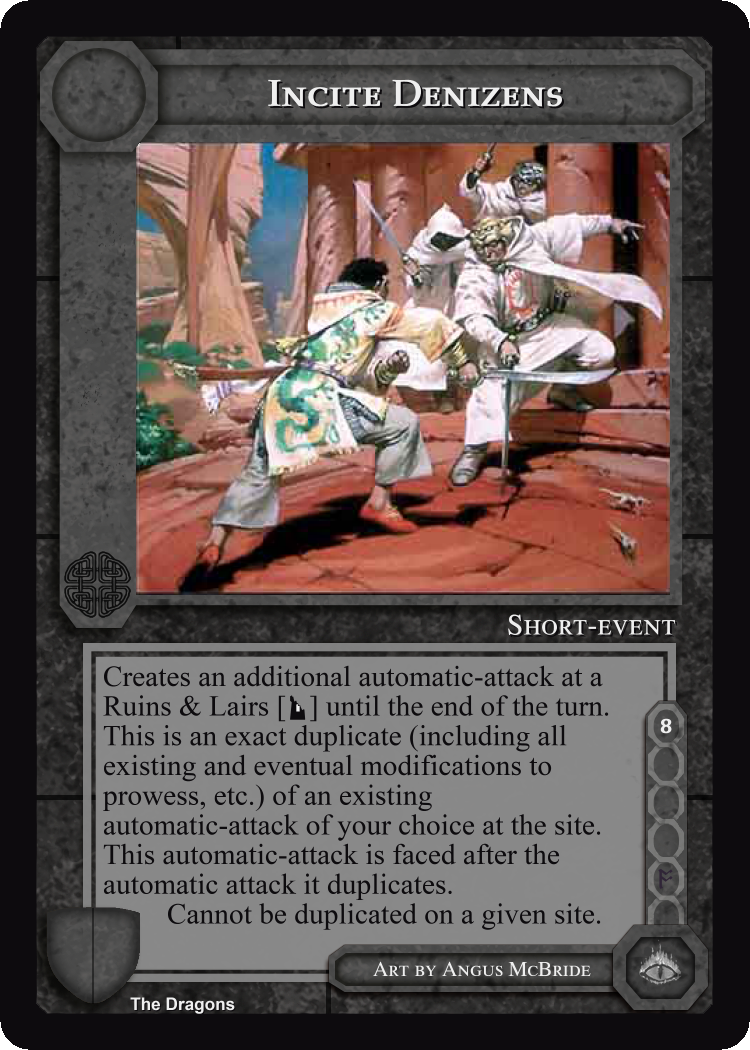 Incite Denizens
Short-event
Creates an additional automatic-attack at a
Ruins & Lairs [ ] until the end of the turn.
This is an exact duplicate (including all
existing and eventual modifications to
prowess, etc.) of an existing
automatic-attack of your choice at the site.
This automatic-attack is faced after the
automatic attack it duplicates.
Cannot be duplicated on a given site.
8
Art by Angus McBride
The Dragons